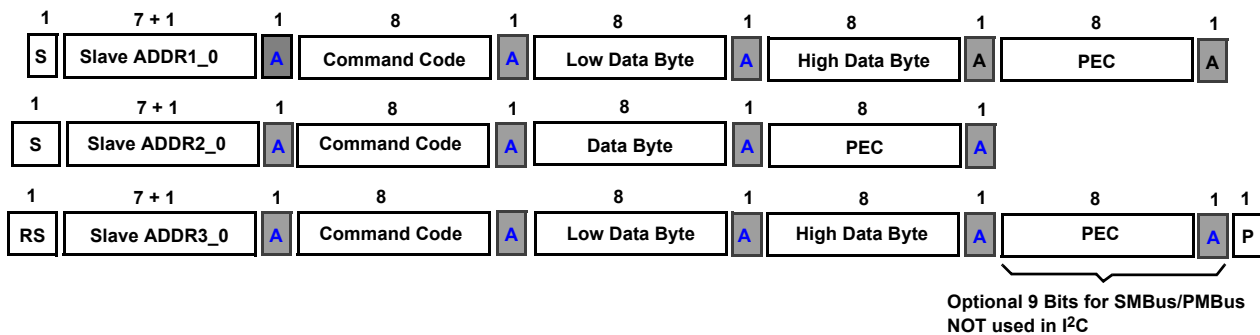 1 7 + 1 1 8 1 8 1 8 1 8 1
S Slave ADDR1_0 A Command Code A Low Data Byte A High Data Byte A PEC A
1 7 + 1 1 8 1 8 1 8 1
S Slave ADDR2_0 A Command Code A Data Byte A PEC A
1 7 + 1 1 8 1 8 1 8 1 8 1 1
RS Slave ADDR3_0 A Command Code A Low Data Byte A High Data Byte A PEC A P
Optional 9 Bits for SMBus/PMBus
NOT used in I²C